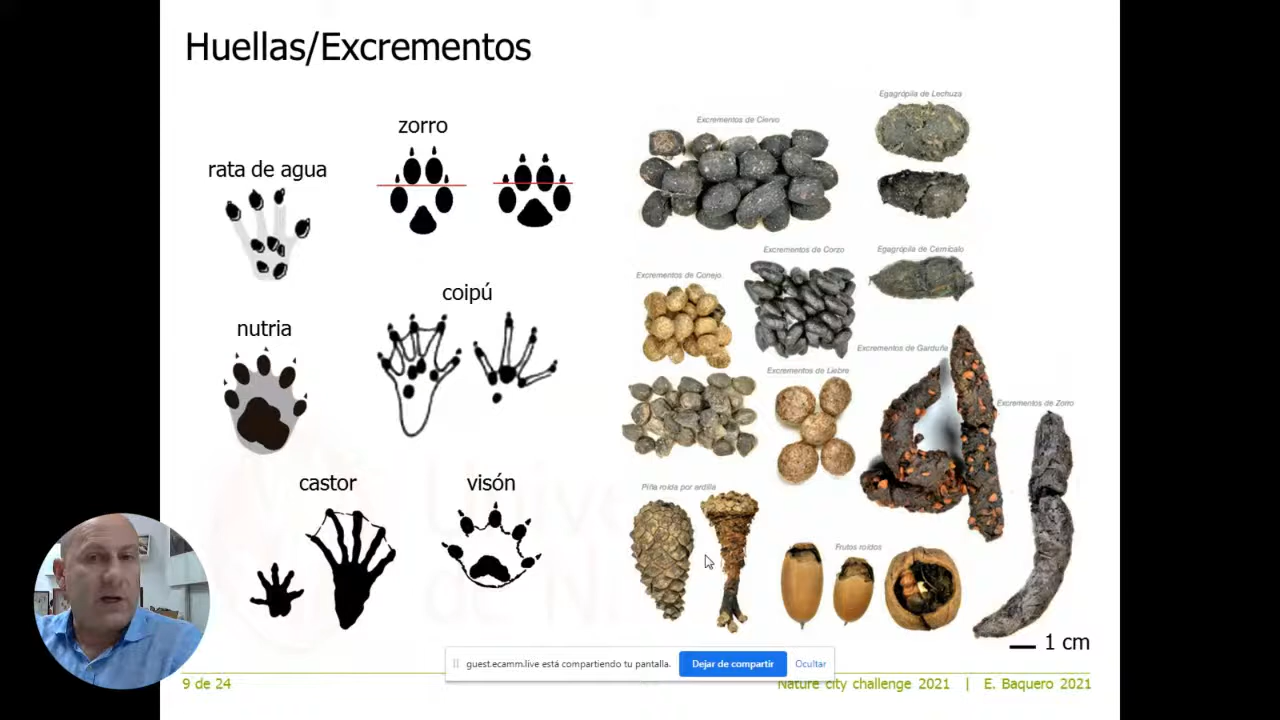 Huellas/Excrementos
zorro
rata de agua
coipú
nutria
castor
visón
Excrementos de Ciervo
Egagrópila de Lechuza
Excrementos de Corzo
Egagrópila de Cernícalo
Excrementos de Conejo
Excrementos de Garduña
Excrementos de Liebre
Excrementos de Zorro
Piña roída por ardilla
Frutos roídos
1 cm
guest.ecamm.live está compartiendo tu pantalla.
Dejar de compartir
Ocultar
9 de 24
Nature city challenge 2021 | E. Baquero 2021